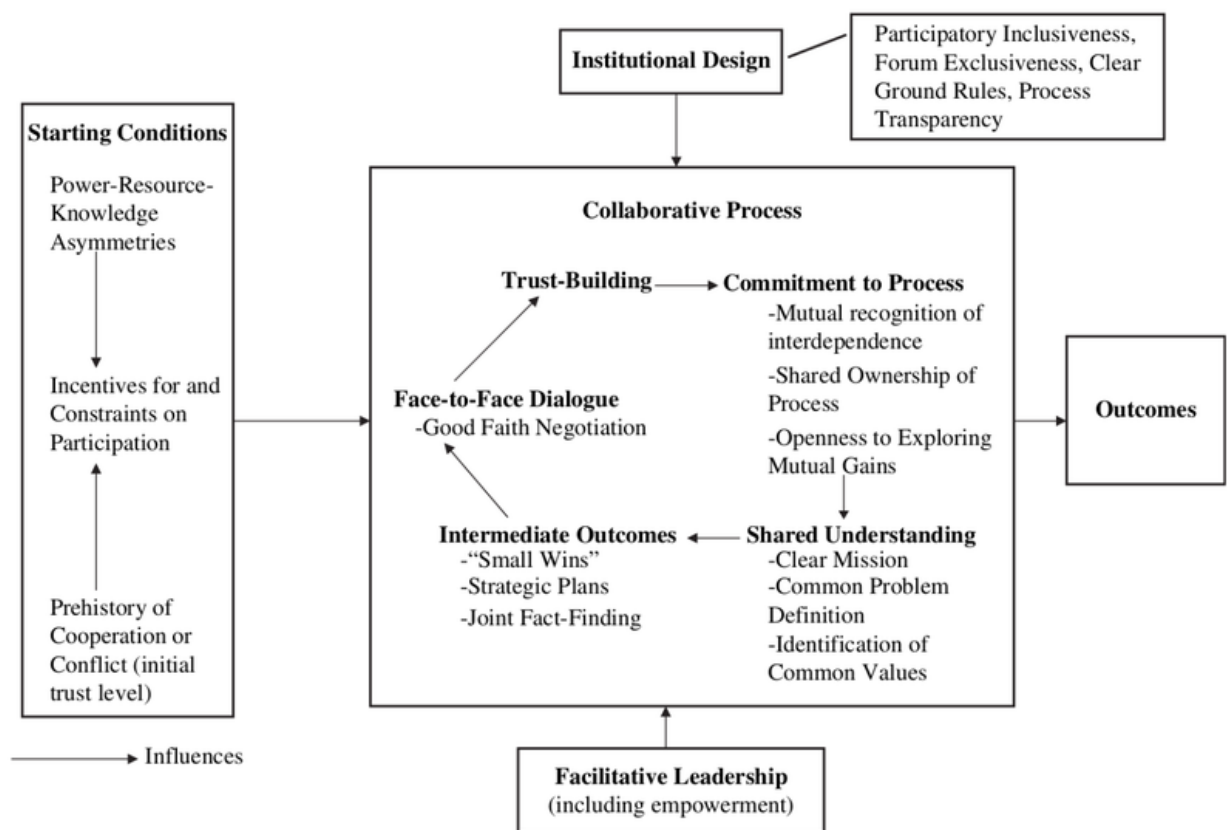 Institutional Design
Participatory Inclusiveness,
Forum Exclusiveness, Clear
Ground Rules, Process
Transparency
Starting Conditions
Power-Resource-
Knowledge
Asymmetries
Incentives for and
Constraints on
Participation
Prehistory of
Cooperation or
Conflict (initial
trust level)
Influences
Collaborative Process
Trust-Building
Commitment to Process
-Mutual recognition of
interdependence
-Shared Ownership of
Process
-Openness to Exploring
Mutual Gains
Face-to-Face Dialogue
-Good Faith Negotiation
Intermediate Outcomes
-“Small Wins”
-Strategic Plans
-Joint Fact-Finding
Shared Understanding
-Clear Mission
-Common Problem
Definition
-Identification of
Common Values
Outcomes
Facilitative Leadership
(including empowerment)